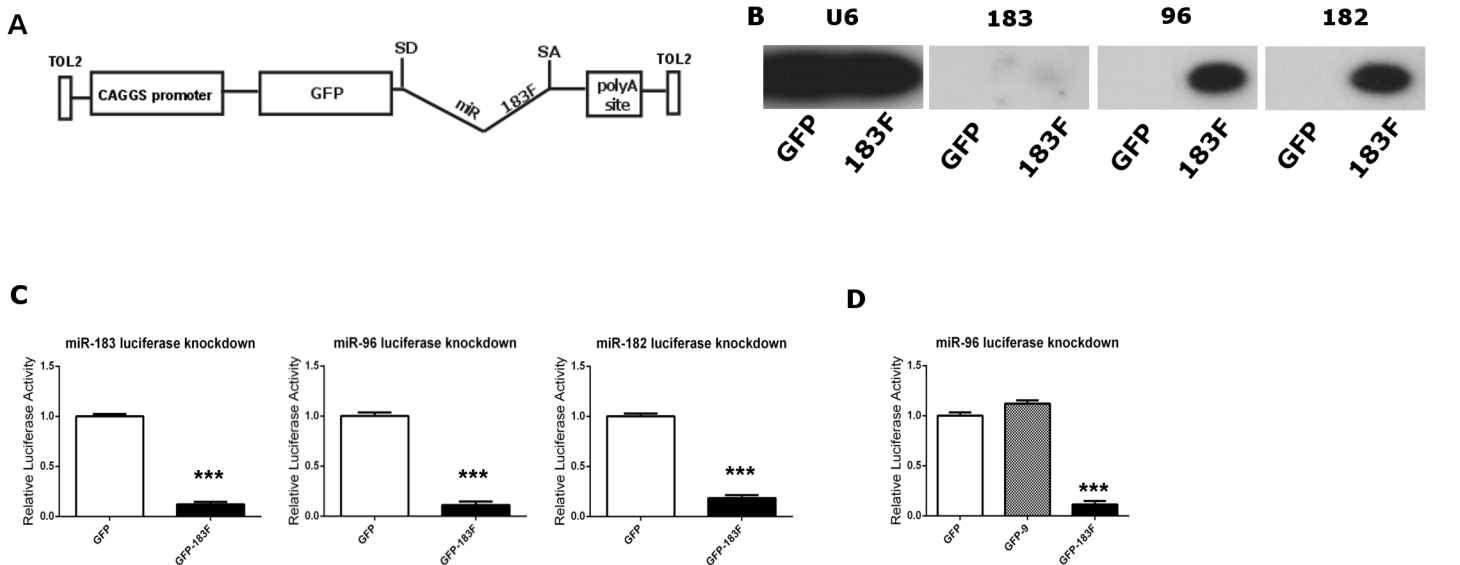 A
TOL2
CAGGS promoter
GFP
SD
miR
183F
SA
polyA
site
TOL2
B
U6
183
96
182
GFP
183F
GFP
183F
GFP
183F
GFP
183F
C
miR-183 luciferase knockdown
Relative Luciferase Activity
1.5
1.0
0.5
0.0
***
GFP
GFP-183F
miR-96 luciferase knockdown
Relative Luciferase Activity
1.5
1.0
0.5
0.0
***
GFP
GFP-183F
miR-182 luciferase knockdown
Relative Luciferase Activity
1.5
1.0
0.5
0.0
***
GFP
GFP-183F
D
miR-96 luciferase knockdown
Relative Luciferase Activity
1.5
1.0
0.5
0.0
***
GFP
GFP-9
GFP-183F